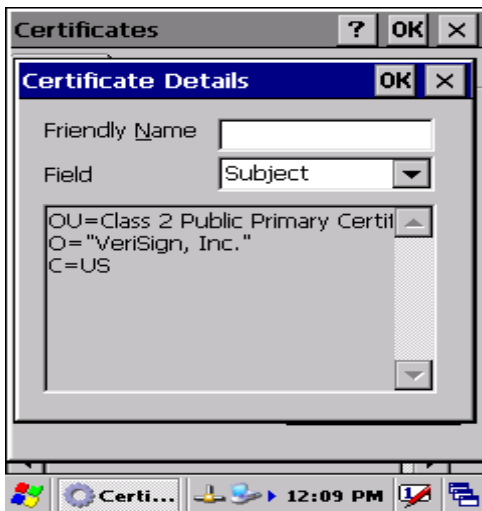 Certificates ? OK ×
Certificate Details OK ×
Friendly Name
Field Subject
OU=Class 2 Public Primary Certif
O="VeriSign, Inc."
C=US
Certi... 12:09 PM